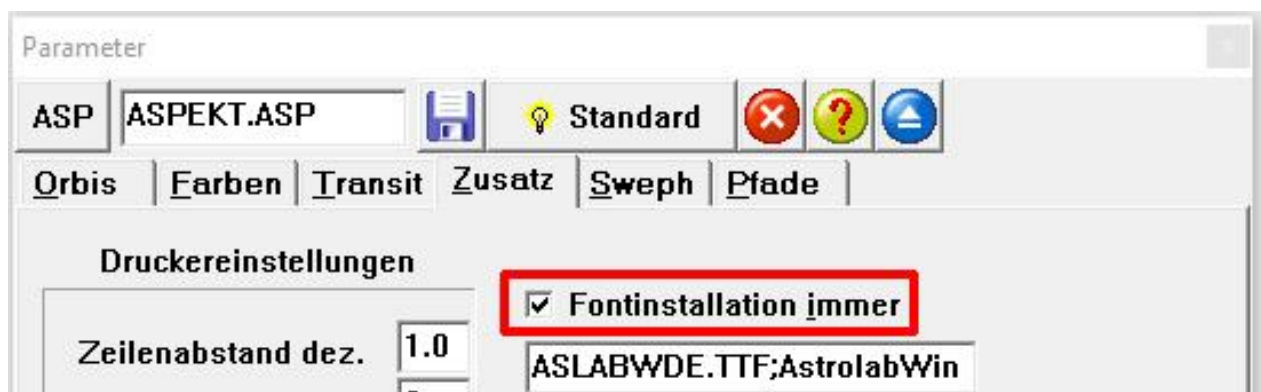 Parameter
ASP ASPEKT.ASP Standard
Orbis Farben Transit Zusatz Sweph Pfade
Druckereinstellungen
Fontinstallation immer
Zeilenabstand dez. 1.0
ASLABWDE.TTF;AstrolabWin